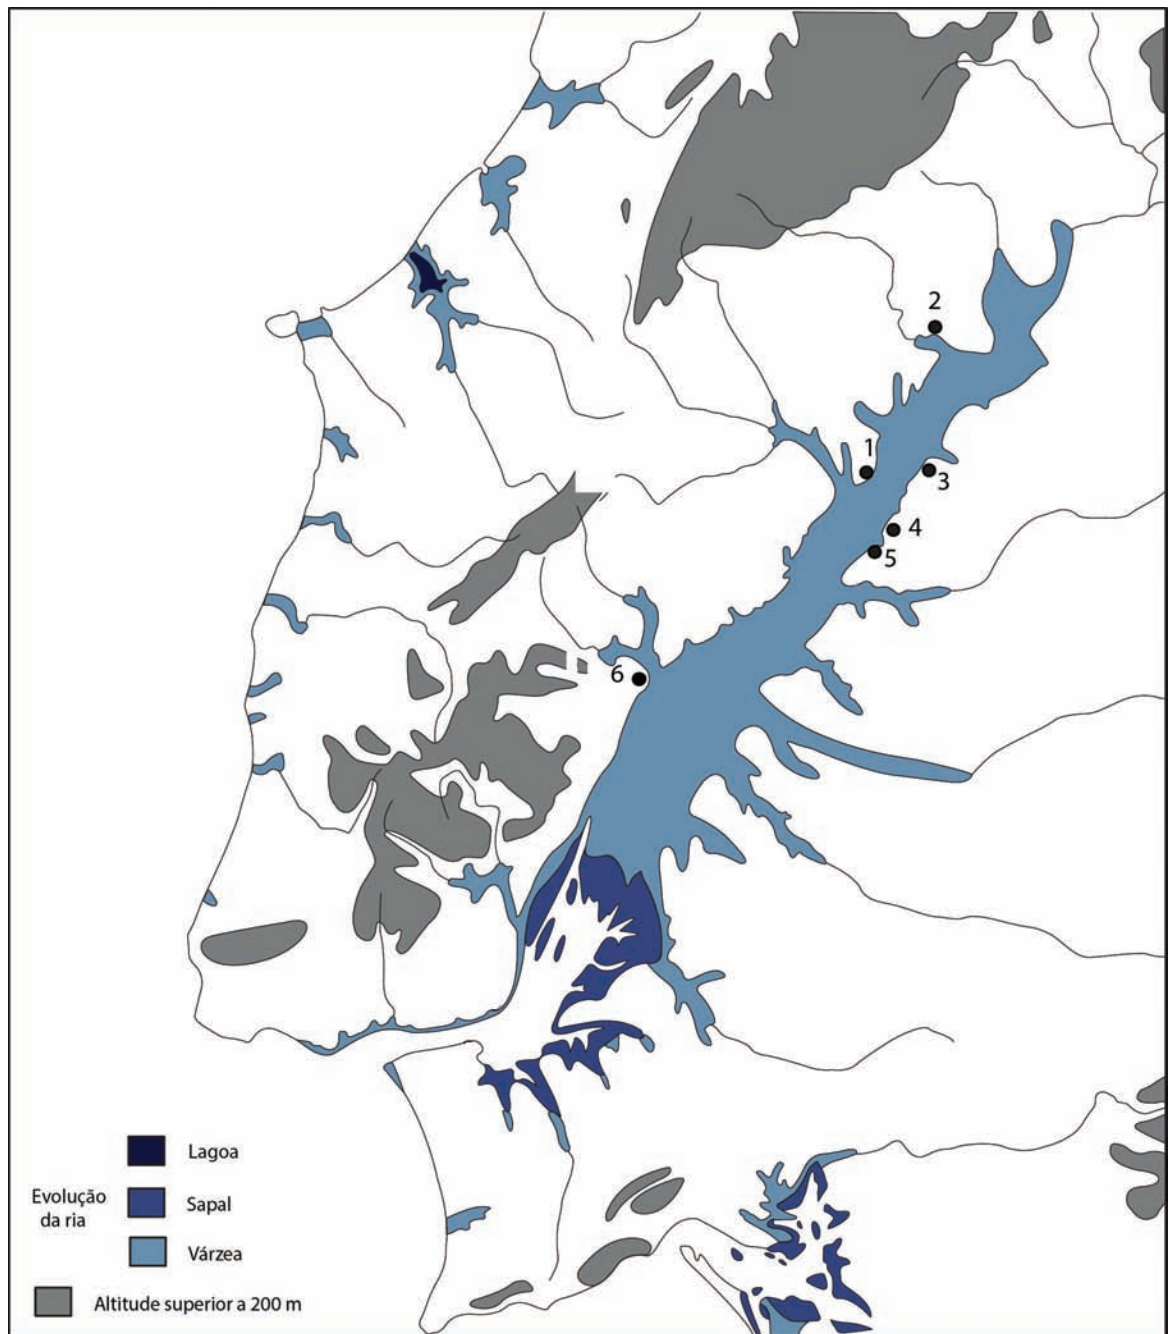 2
1
3
4
5
6
Lagoa
Evolução
da ria
Sapal
Várzea
Altitude superior a 200 m